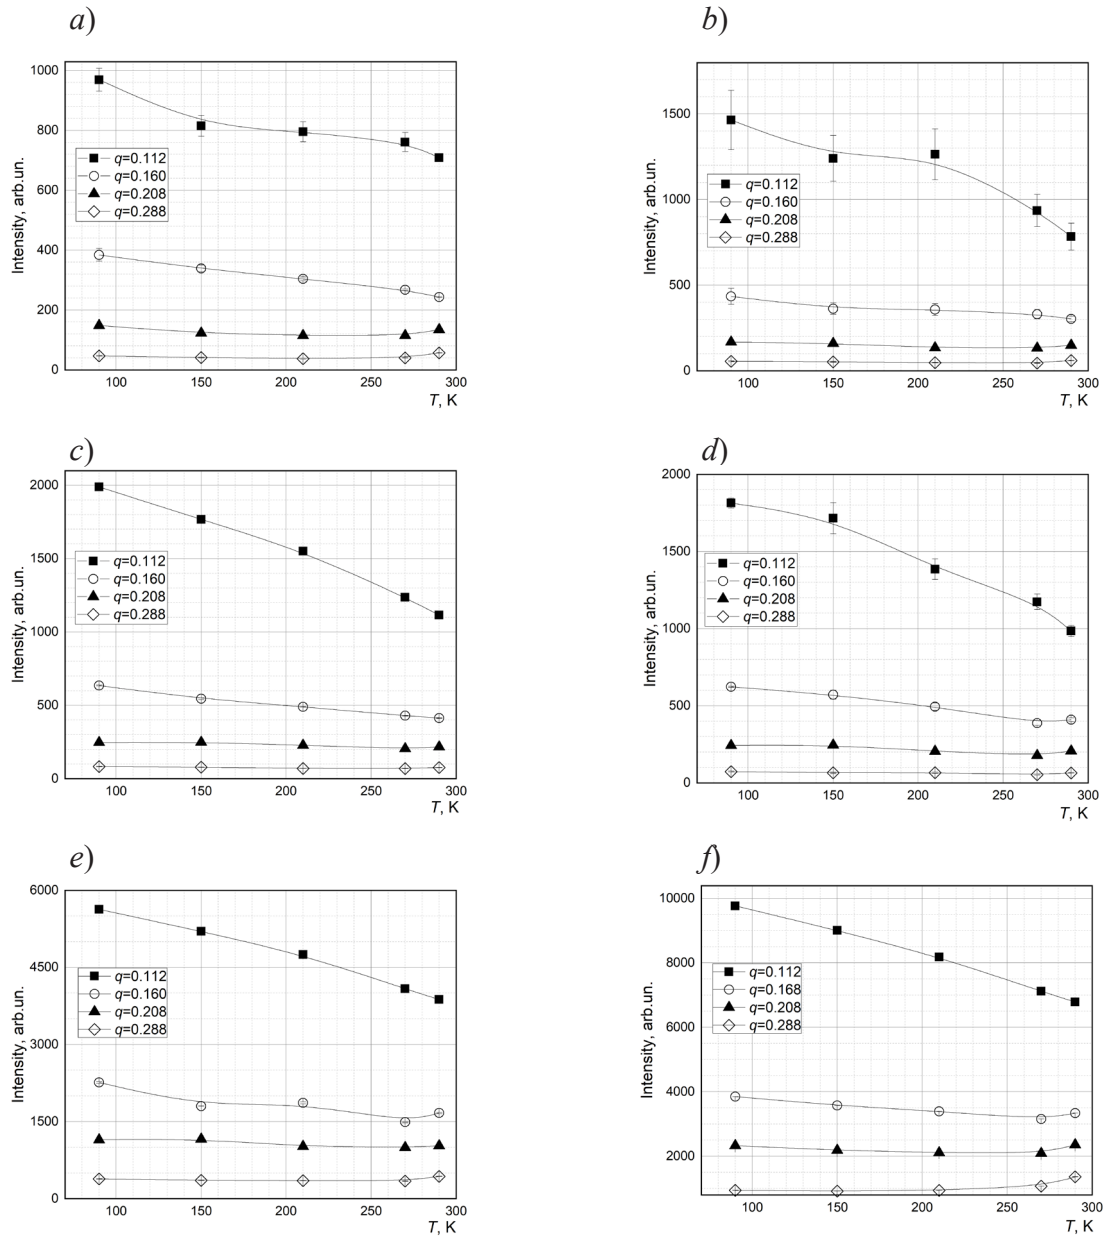 a)
1000
800
600
400
200
0
Intensity, arb.un.
q=0.112
q=0.160
q=0.208
q=0.288
100 150 200 250 300
T, K
b)
1500
1000
500
0
Intensity, arb.un.
q=0.112
q=0.160
q=0.208
q=0.288
100 150 200 250 300
T, K
c)
2000
1500
1000
500
0
Intensity, arb.un.
q=0.112
q=0.160
q=0.208
q=0.288
100 150 200 250 300
T, K
d)
2000
1500
1000
500
0
Intensity, arb.un.
q=0.112
q=0.160
q=0.208
q=0.288
100 150 200 250 300
T, K
e)
6000
4500
3000
1500
0
Intensity, arb.un.
q=0.112
q=0.160
q=0.208
q=0.288
100 150 200 250 300
T, K
f)
10000
8000
6000
4000
2000
Intensity, arb.un.
q=0.112
q=0.168
q=0.208
q=0.288
100 150 200 250 300
T, K